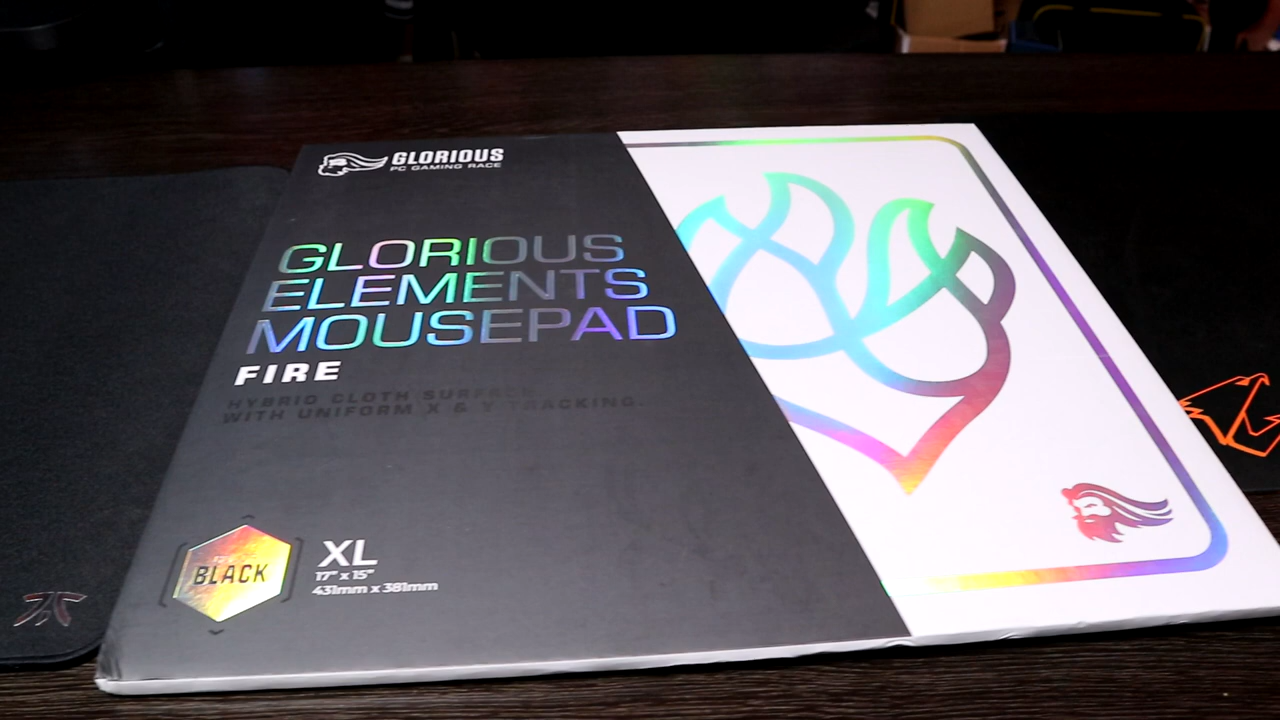 GLORIOUS
PC GAMING RACE
GLORIOUS
ELEMENTS
MOUSEPAD
FIRE
HYBRID CLOTH SURFACE
WITH UNIFORM X & Y TRACKING.
BLACK
XL
17" x 15"
431mm x 381mm